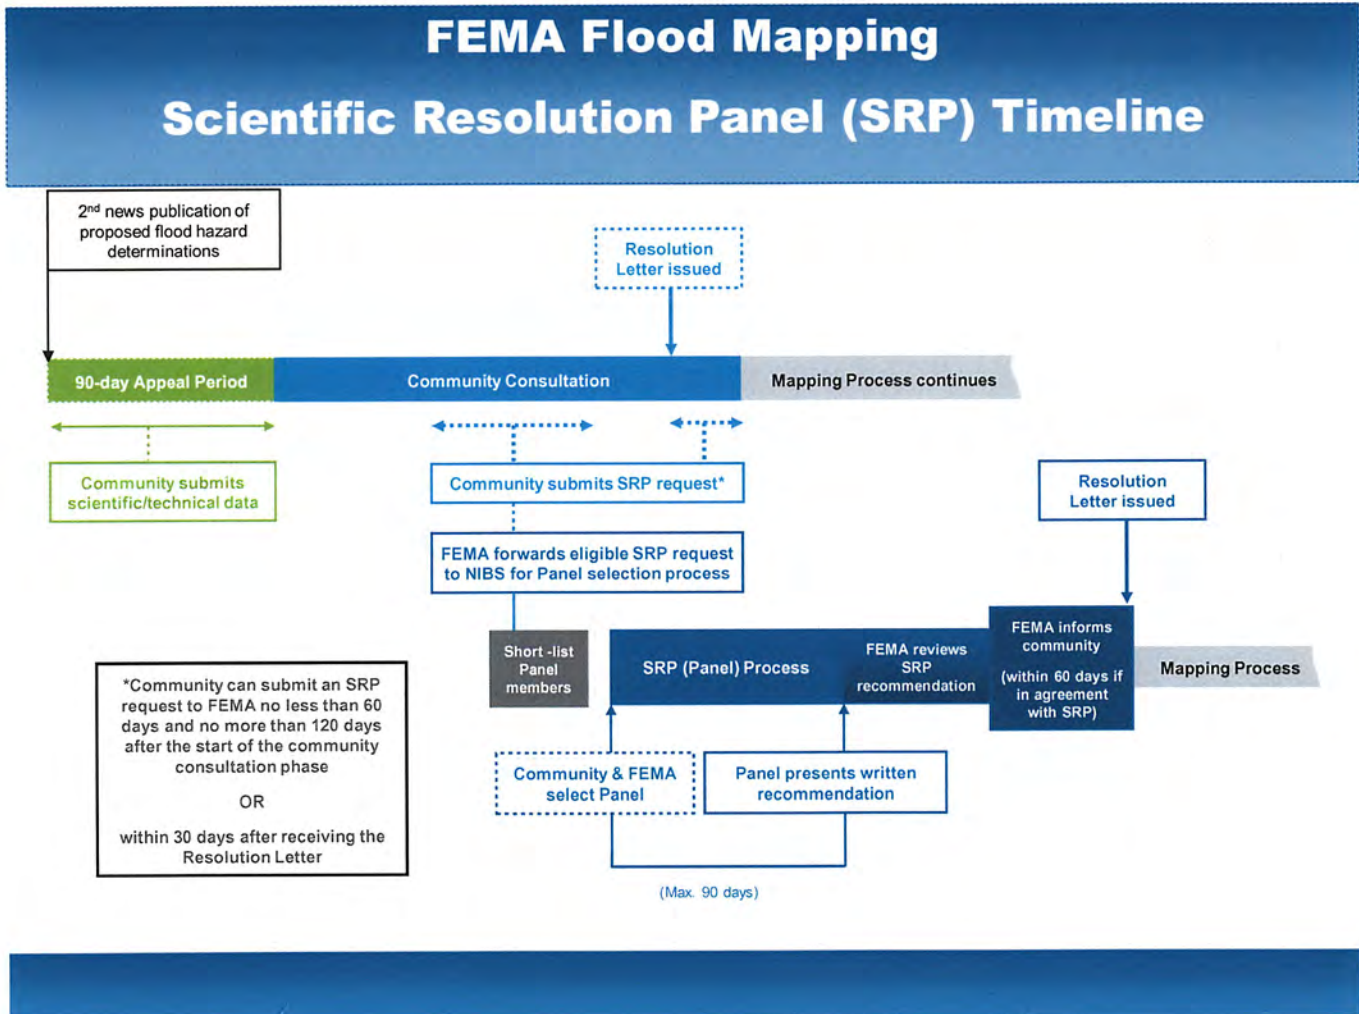 FEMA Flood Mapping
Scientific Resolution Panel (SRP) Timeline
2nd news publication of
proposed flood hazard
determinations
Resolution
Letter issued
90-day Appeal Period
Community Consultation
Mapping Process continues
Community submits
scientific/technical data
Community submits SRP request*
Resolution
Letter issued
FEMA forwards eligible SRP request
to NIBS for Panel selection process
Short -list
Panel
members
SRP (Panel) Process
FEMA reviews
SRP
recommendation
FEMA informs
community
(within 60 days if
in agreement
with SRP)
Mapping Process
*Community can submit an SRP
request to FEMA no less than 60
days and no more than 120 days
after the start of the community
consultation phase
OR
within 30 days after receiving the
Resolution Letter
Community & FEMA
select Panel
Panel presents written
recommendation
(Max. 90 days)